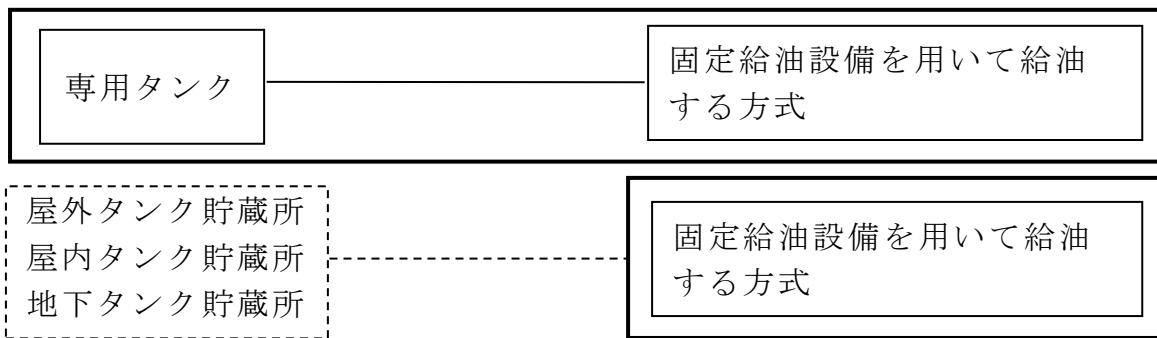 専用タンク
固定給油設備を用いて給油
する方式
屋外タンク貯蔵所
屋内タンク貯蔵所
地下タンク貯蔵所
固定給油設備を用いて給油
する方式